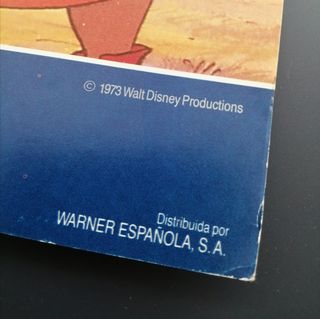 © 1973 Walt Disney Productions
Distribuida por
WARNER ESPAÑOLA, S.A.